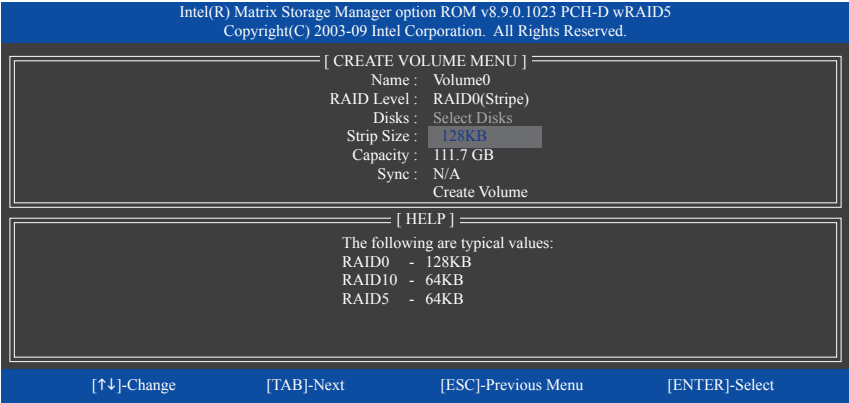 Intel(R) Matrix Storage Manager option ROM v8.9.0.1023 PCH-D wRAID5
Copyright(C) 2003-09 Intel Corporation. All Rights Reserved.
[ CREATE VOLUME MENU ]
Name : Volume0
RAID Level : RAID0(Stripe)
Disks : Select Disks
Strip Size : 128KB
Capacity : 111.7 GB
Sync : N/A
Create Volume
[ HELP ]
The following are typical values:
RAID0 - 128KB
RAID10 - 64KB
RAID5 - 64KB
[↑↓]-Change [TAB]-Next [ESC]-Previous Menu [ENTER]-Select